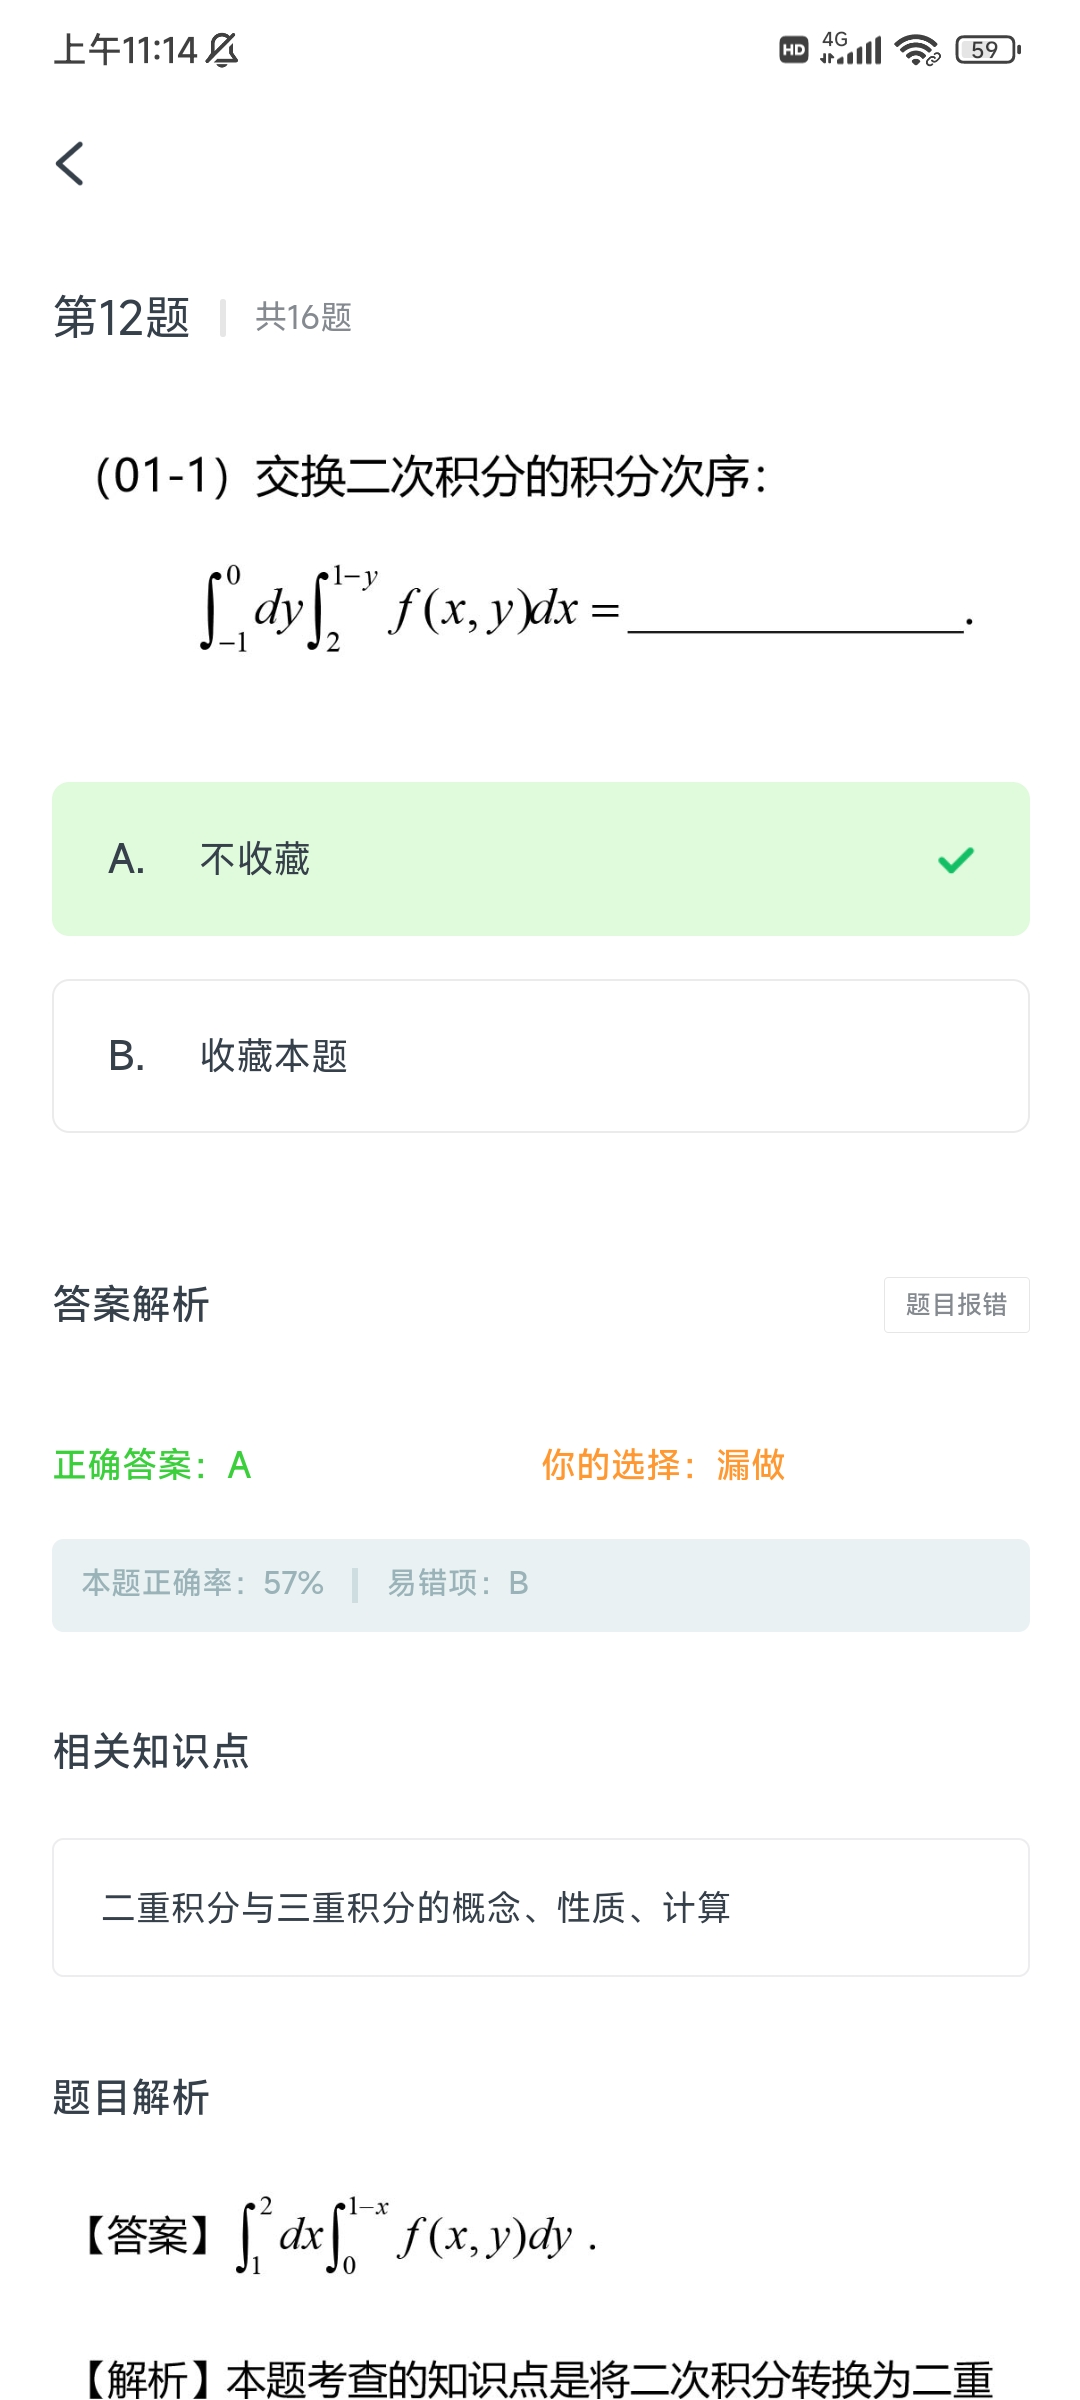 上午11:14 HD 4G 59
第12题 共16题
（01-1）交换二次积分的积分次序：
∫_{-1}^{0} dy∫_{2}^{1-y} f(x, y)dx = ____________.
A. 不收藏
B. 收藏本题
答案解析 题目报错
正确答案：A 你的选择：漏做
本题正确率：57% 易错项：B
相关知识点
二重积分与三重积分的概念、性质、计算
题目解析
【答案】∫_{1}^{2} dx∫_{0}^{1-x} f(x, y)dy .
【解析】本题考查的知识点是将二次积分转换为二重